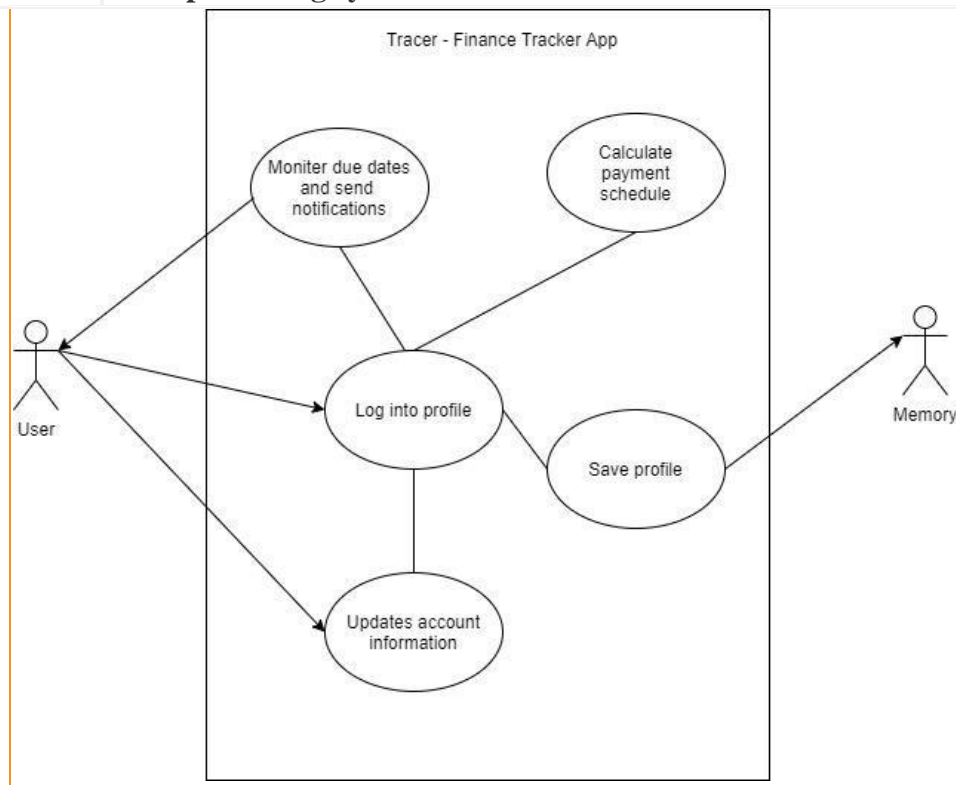 Tracer - Finance Tracker App
Moniter due dates
and send
notifications
Calculate
payment
schedule
Log into profile
User
Memory
Save profile
Updates account
information